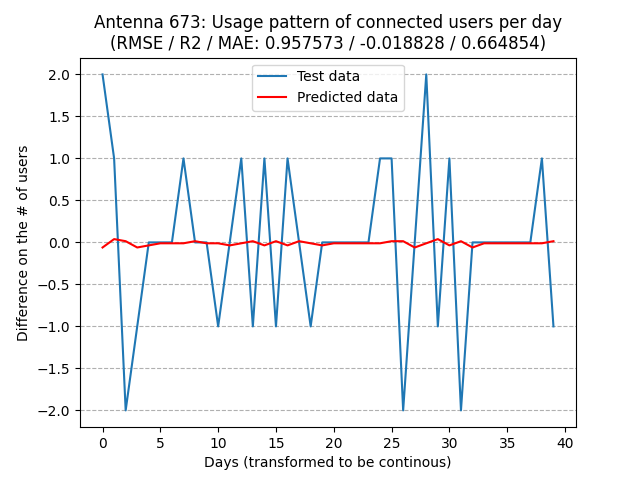 Antenna 673: Usage pattern of connected users per day
(RMSE / R2 / MAE: 0.957573 / -0.018828 / 0.664854)
Test data
Predicted data
2.0
1.5
1.0
0.5
0.0
−0.5
−1.0
−1.5
−2.0
Difference on the # of users
0 5 10 15 20 25 30 35 40
Days (transformed to be continous)